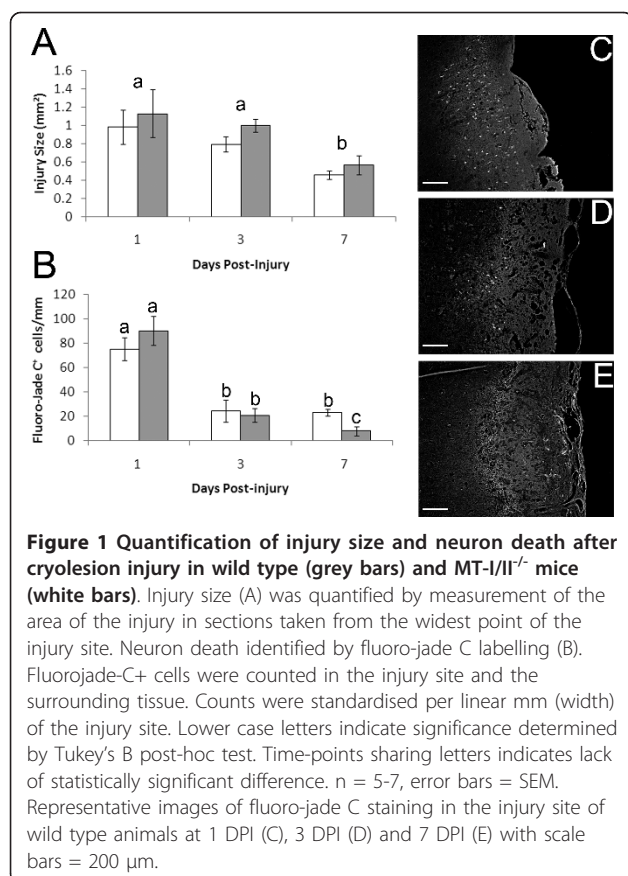 A
Injury Size (mm²)
1.6
1.4
1.2
1
0.8
0.6
0.4
0.2
0
a
a
b
1
3
7
Days Post-Injury
B
Fluoro-Jade C⁺ cells/mm
120
100
80
60
40
20
0
a
a
b
b
b
c
1
3
7
Days Post-injury
C
D
E
Figure 1 Quantification of injury size and neuron death after
cryolesion injury in wild type (grey bars) and MT-I/II⁻/⁻ mice
(white bars). Injury size (A) was quantified by measurement of the
area of the injury in sections taken from the widest point of the
injury site. Neuron death identified by fluoro-jade C labelling (B).
Fluorojade-C+ cells were counted in the injury site and the
surrounding tissue. Counts were standardised per linear mm (width)
of the injury site. Lower case letters indicate significance determined
by Tukey's B post-hoc test. Time-points sharing letters indicates lack
of statistically significant difference. n = 5-7, error bars = SEM.
Representative images of fluoro-jade C staining in the injury site of
wild type animals at 1 DPI (C), 3 DPI (D) and 7 DPI (E) with scale
bars = 200 μm.